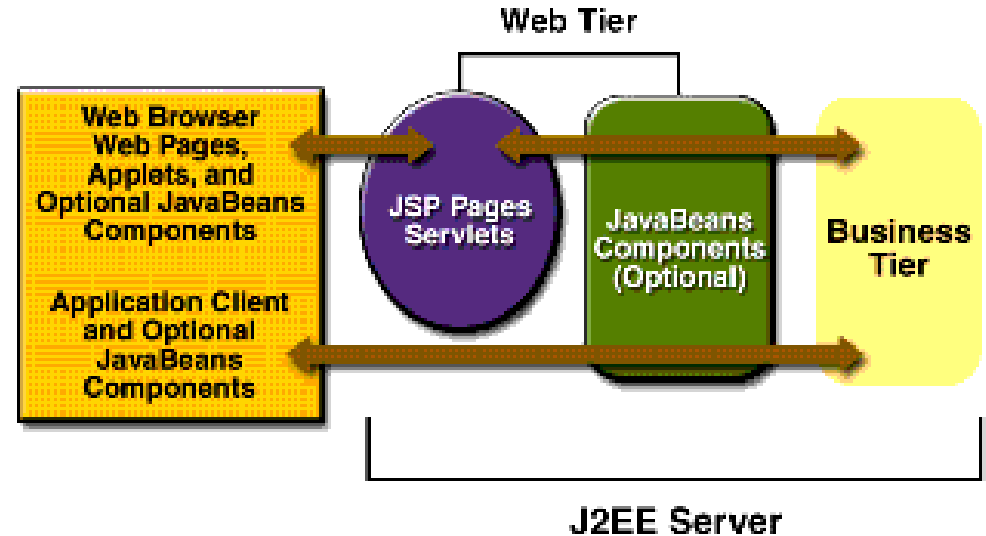 Web Tier
Web Browser
Web Pages,
Applets, and
Optional JavaBeans
Components
Application Client
and Optional
JavaBeans
Components
JSP Pages
Servlets
JavaBeans
Components
(Optional)
Business
Tier
J2EE Server